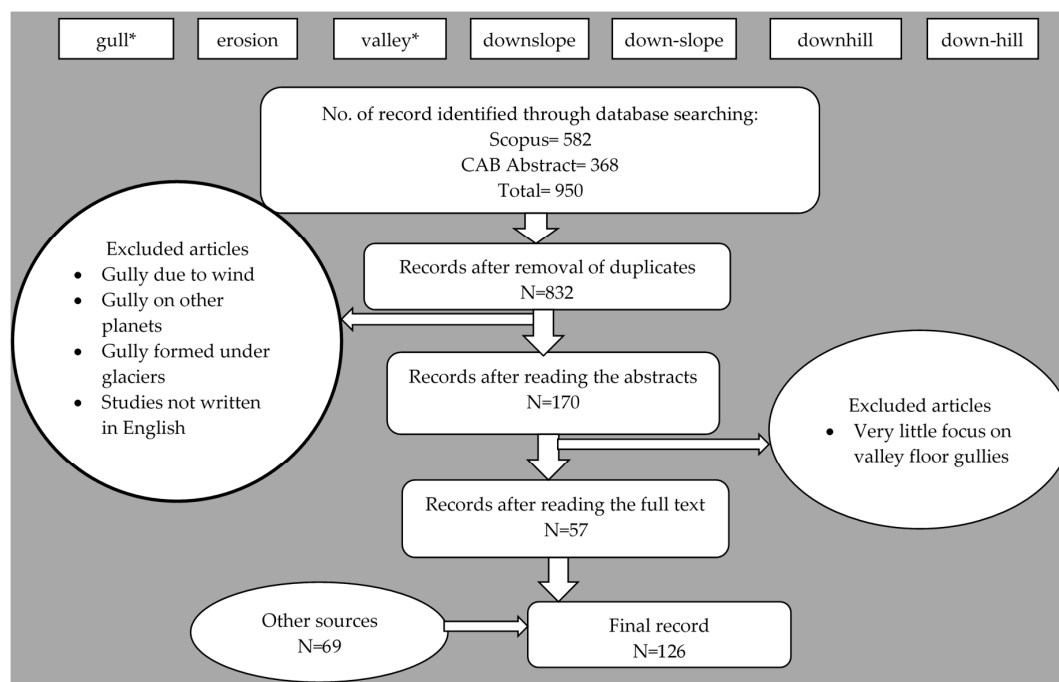 gull*
erosion
valley*
downslope
down-slope
downhill
down-hill
No. of record identified through database searching:
Scopus= 582
CAB Abstract= 368
Total= 950
Records after removal of duplicates
N=832
Excluded articles
• Gully due to wind
• Gully on other
planets
• Gully formed under
glaciers
• Studies not written
in English
Records after reading the abstracts
N=170
Excluded articles
• Very little focus on
valley floor gullies
Records after reading the full text
N=57
Other sources
N=69
Final record
N=126